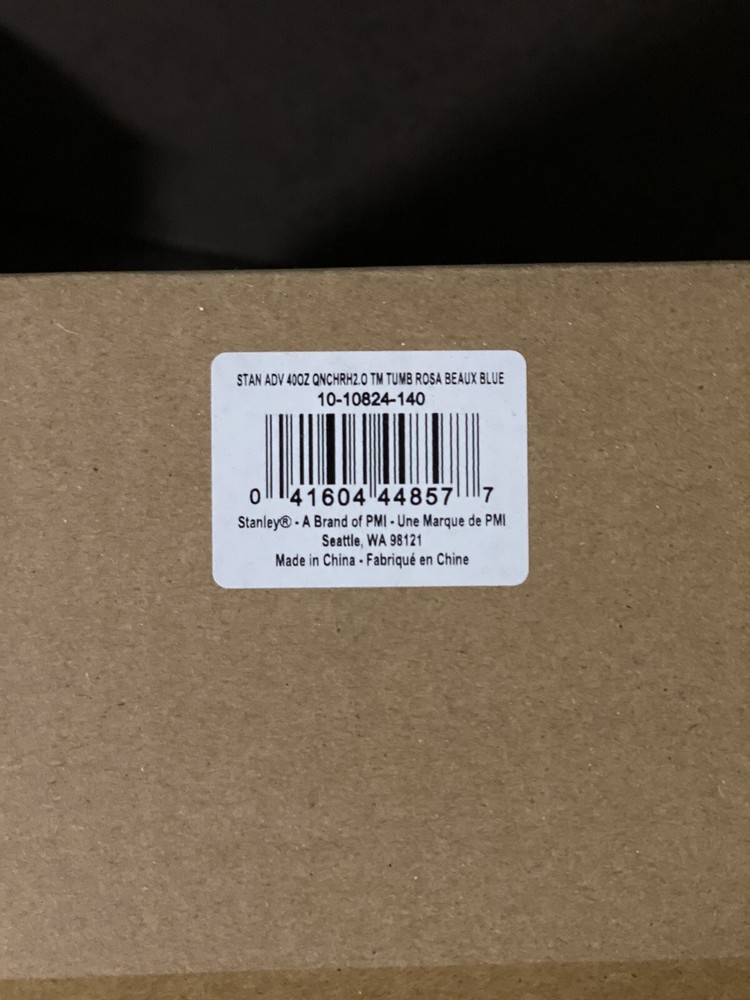 STAN ADV 40OZ QNCHRH2.O TM TUMB ROSA BEAUX BLUE
10-10824-140
0 41604 44857 7
Stanley® - A Brand of PMI - Une Marque de PMI
Seattle, WA 98121
Made in China - Fabriqué en Chine